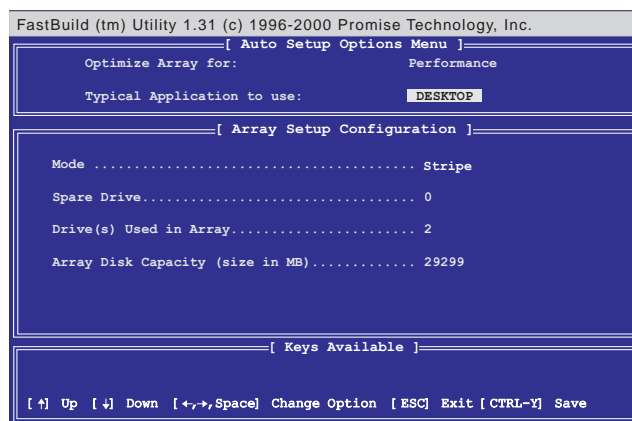 FastBuild (tm) Utility 1.31 (c) 1996-2000 Promise Technology, Inc.
[ Auto Setup Options Menu ]
Optimize Array for: Performance
Typical Application to use: DESKTOP
[ Array Setup Configuration ]
Mode ........................................ Stripe
Spare Drive.................................. 0
Drive(s) Used in Array....................... 2
Array Disk Capacity (size in MB)............. 29299
[ Keys Available ]
[↑] Up [↓] Down [←,→,Space] Change Option [ESC] Exit [CTRL-Y] Save